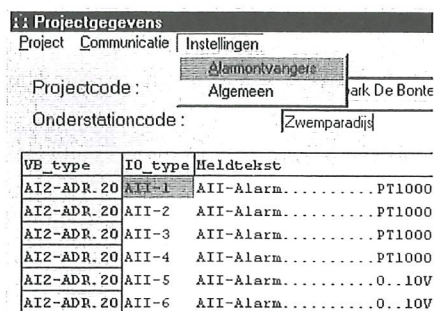 Projectgegevens
Project Communicatie Instellingen
Alarmontvangers
Projectcode : Algemeen park De Bonte
Onderstationcode : Zwemparadijs
VB_type IO_type Meldtekst
AI2-ADR.20 AII-1 AII-Alarm..........PT1000
AI2-ADR.20 AII-2 AII-Alarm..........PT1000
AI2-ADR.20 AII-3 AII-Alarm..........PT1000
AI2-ADR.20 AII-4 AII-Alarm..........PT1000
AI2-ADR.20 AII-5 AII-Alarm..........0..10V
AI2-ADR.20 AII-6 AII-Alarm..........0..10V